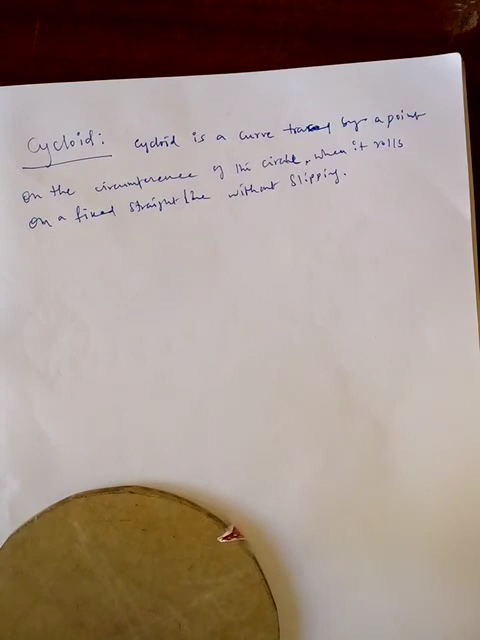 Cycloid: Cycloid is a curve traced by a point
on the circumference of the circle, when it rolls
on a fixed straight line without slipping.